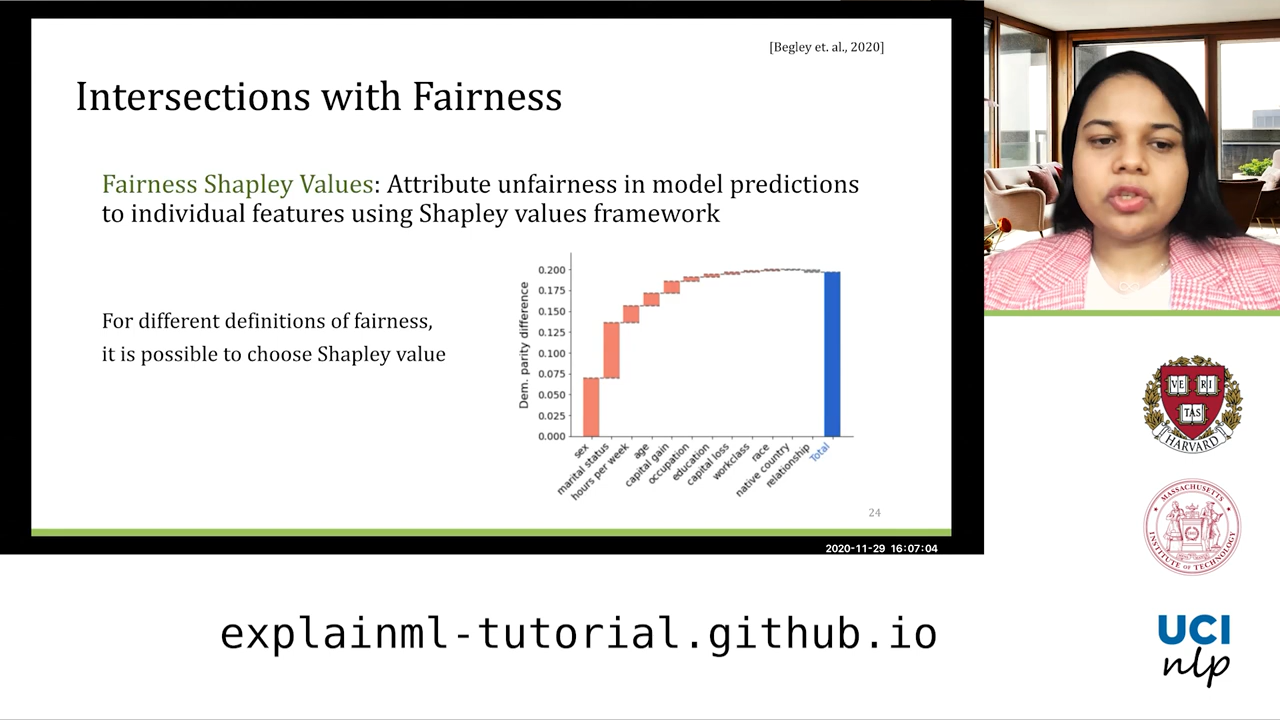 [Begley et. al., 2020]
Intersections with Fairness
Fairness Shapley Values: Attribute unfairness in model predictions
to individual features using Shapley values framework
For different definitions of fairness,
it is possible to choose Shapley value
Dem. parity difference
0.200
0.175
0.150
0.125
0.100
0.075
0.050
0.025
0.000
sex
marital status
hours per week
age
capital gain
occupation
education
capital loss
workclass
race
native country
relationship
Total
24
2020-11-29 16:07:04
VE RI
TAS
HARVARD
MASSACHUSETTS
INSTITUTE OF TECHNOLOGY
UCI
nlp
explainml-tutorial.github.io